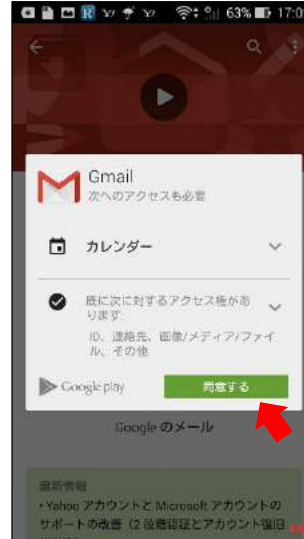 63% 17:0
Gmail
次へのアクセスも必要
カレンダー
既に次に対するアクセス権があ
ります:
ID、連絡先、画像/メディア/ファイ
ル、その他
Google play
同意する
Google のメール
最新情報
・Yahoo アカウントと Microsoft アカウントの
サポートの改善（2 段階認証とアカウント復旧